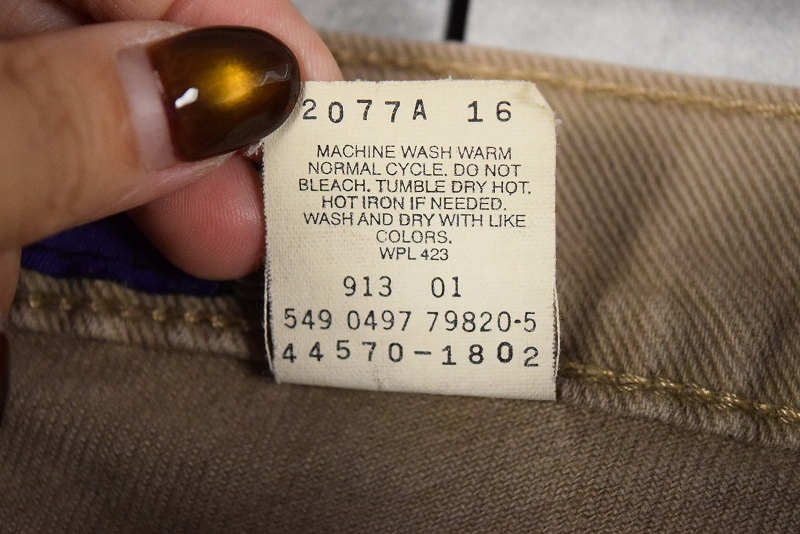 2077A 16
MACHINE WASH WARM
NORMAL CYCLE. DO NOT
BLEACH. TUMBLE DRY HOT.
HOT IRON IF NEEDED.
WASH AND DRY WITH LIKE
COLORS.
WPL 423
913 01
549 0497 79820-5
44570-1802